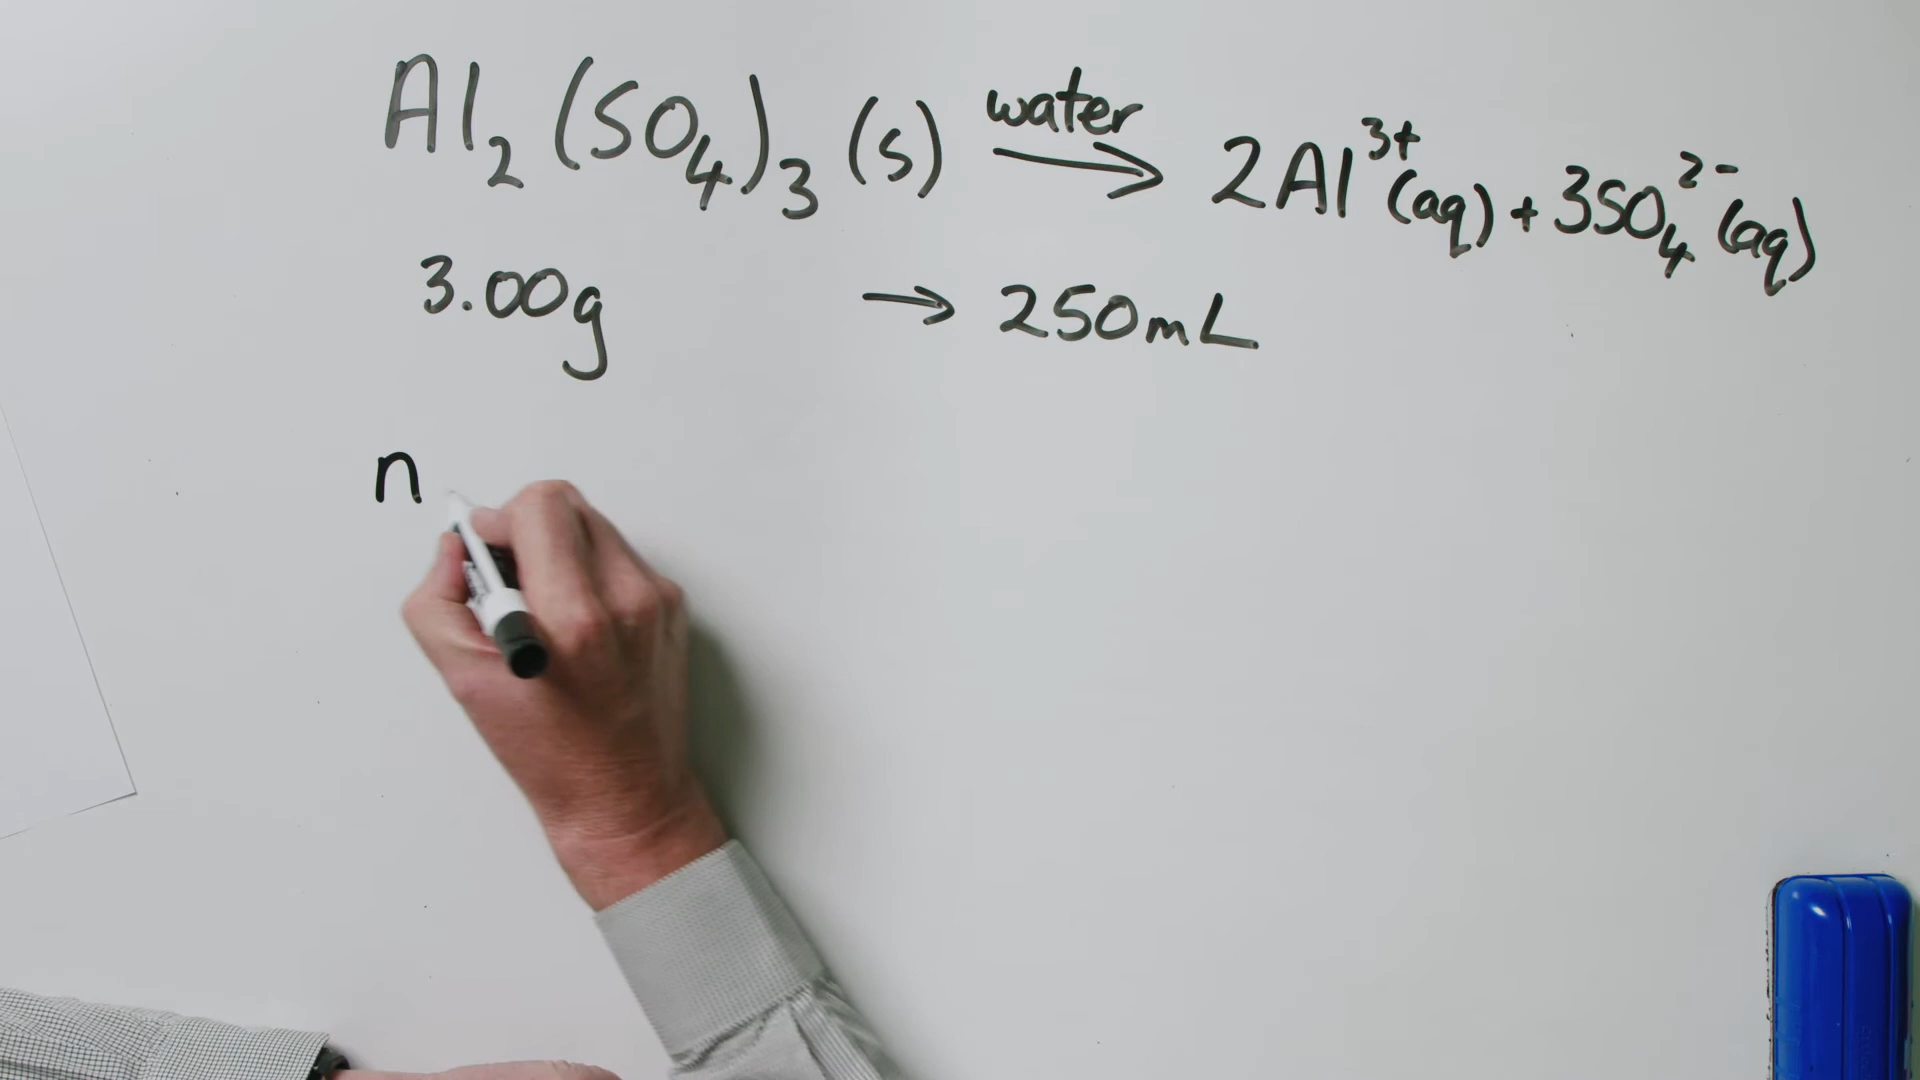 Al₂(SO₄)₃ (s) water → 2Al³⁺(aq) + 3SO₄²⁻(aq)
3.00g → 250mL
n